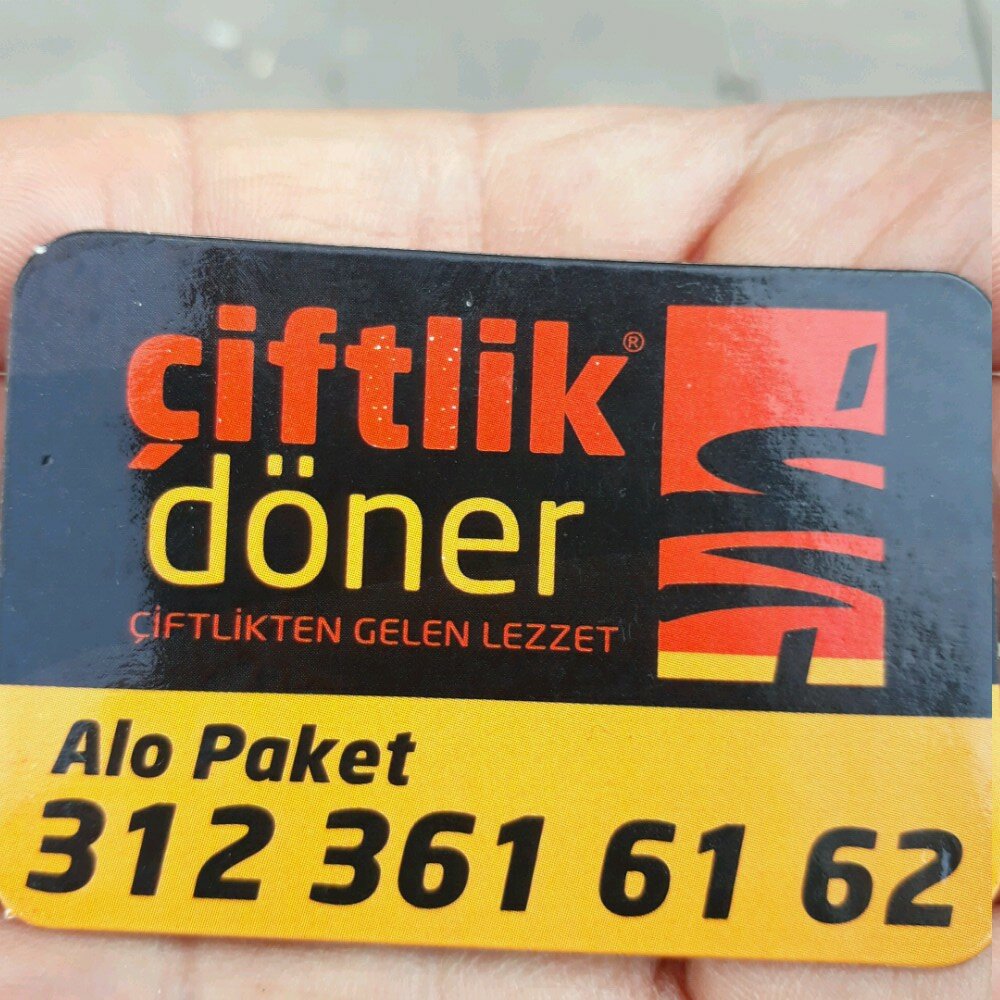 çiftlik®
döner
ÇİFTLİKTEN GELEN LEZZET
Alo Paket
312 361 61 62